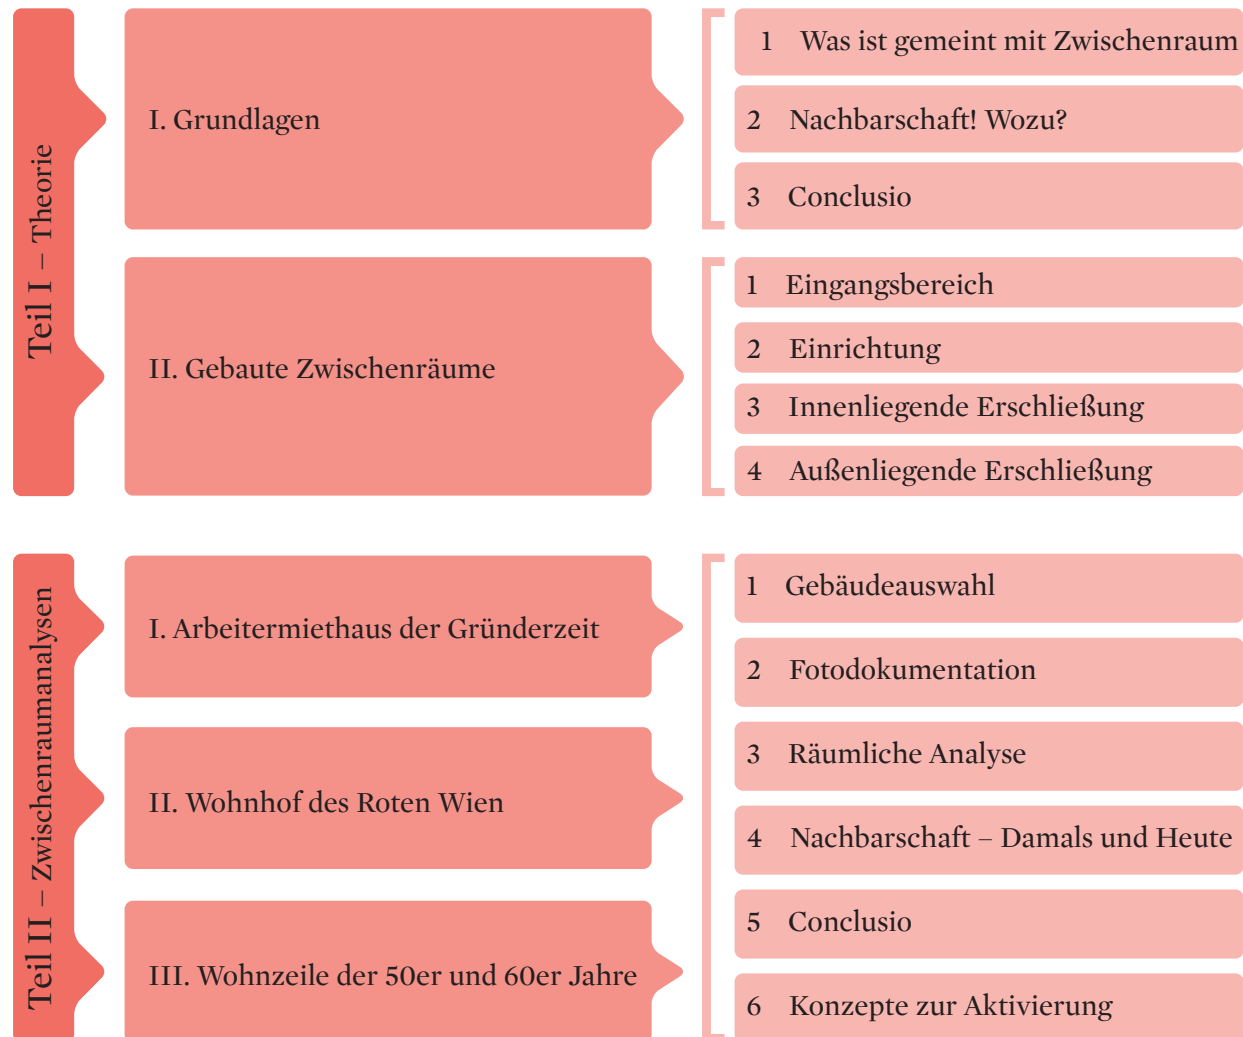 Teil I – Theorie
I. Grundlagen
1 Was ist gemeint mit Zwischenraum
2 Nachbarschaft! Wozu?
3 Conclusio
II. Gebaute Zwischenräume
1 Eingangsbereich
2 Einrichtung
3 Innenliegende Erschließung
4 Außenliegende Erschließung
Teil II – Zwischenraumanalysen
I. Arbeitermiethaus der Gründerzeit
II. Wohnhof des Roten Wien
III. Wohnzeile der 50er und 60er Jahre
1 Gebäudeauswahl
2 Fotodokumentation
3 Räumliche Analyse
4 Nachbarschaft – Damals und Heute
5 Conclusio
6 Konzepte zur Aktivierung